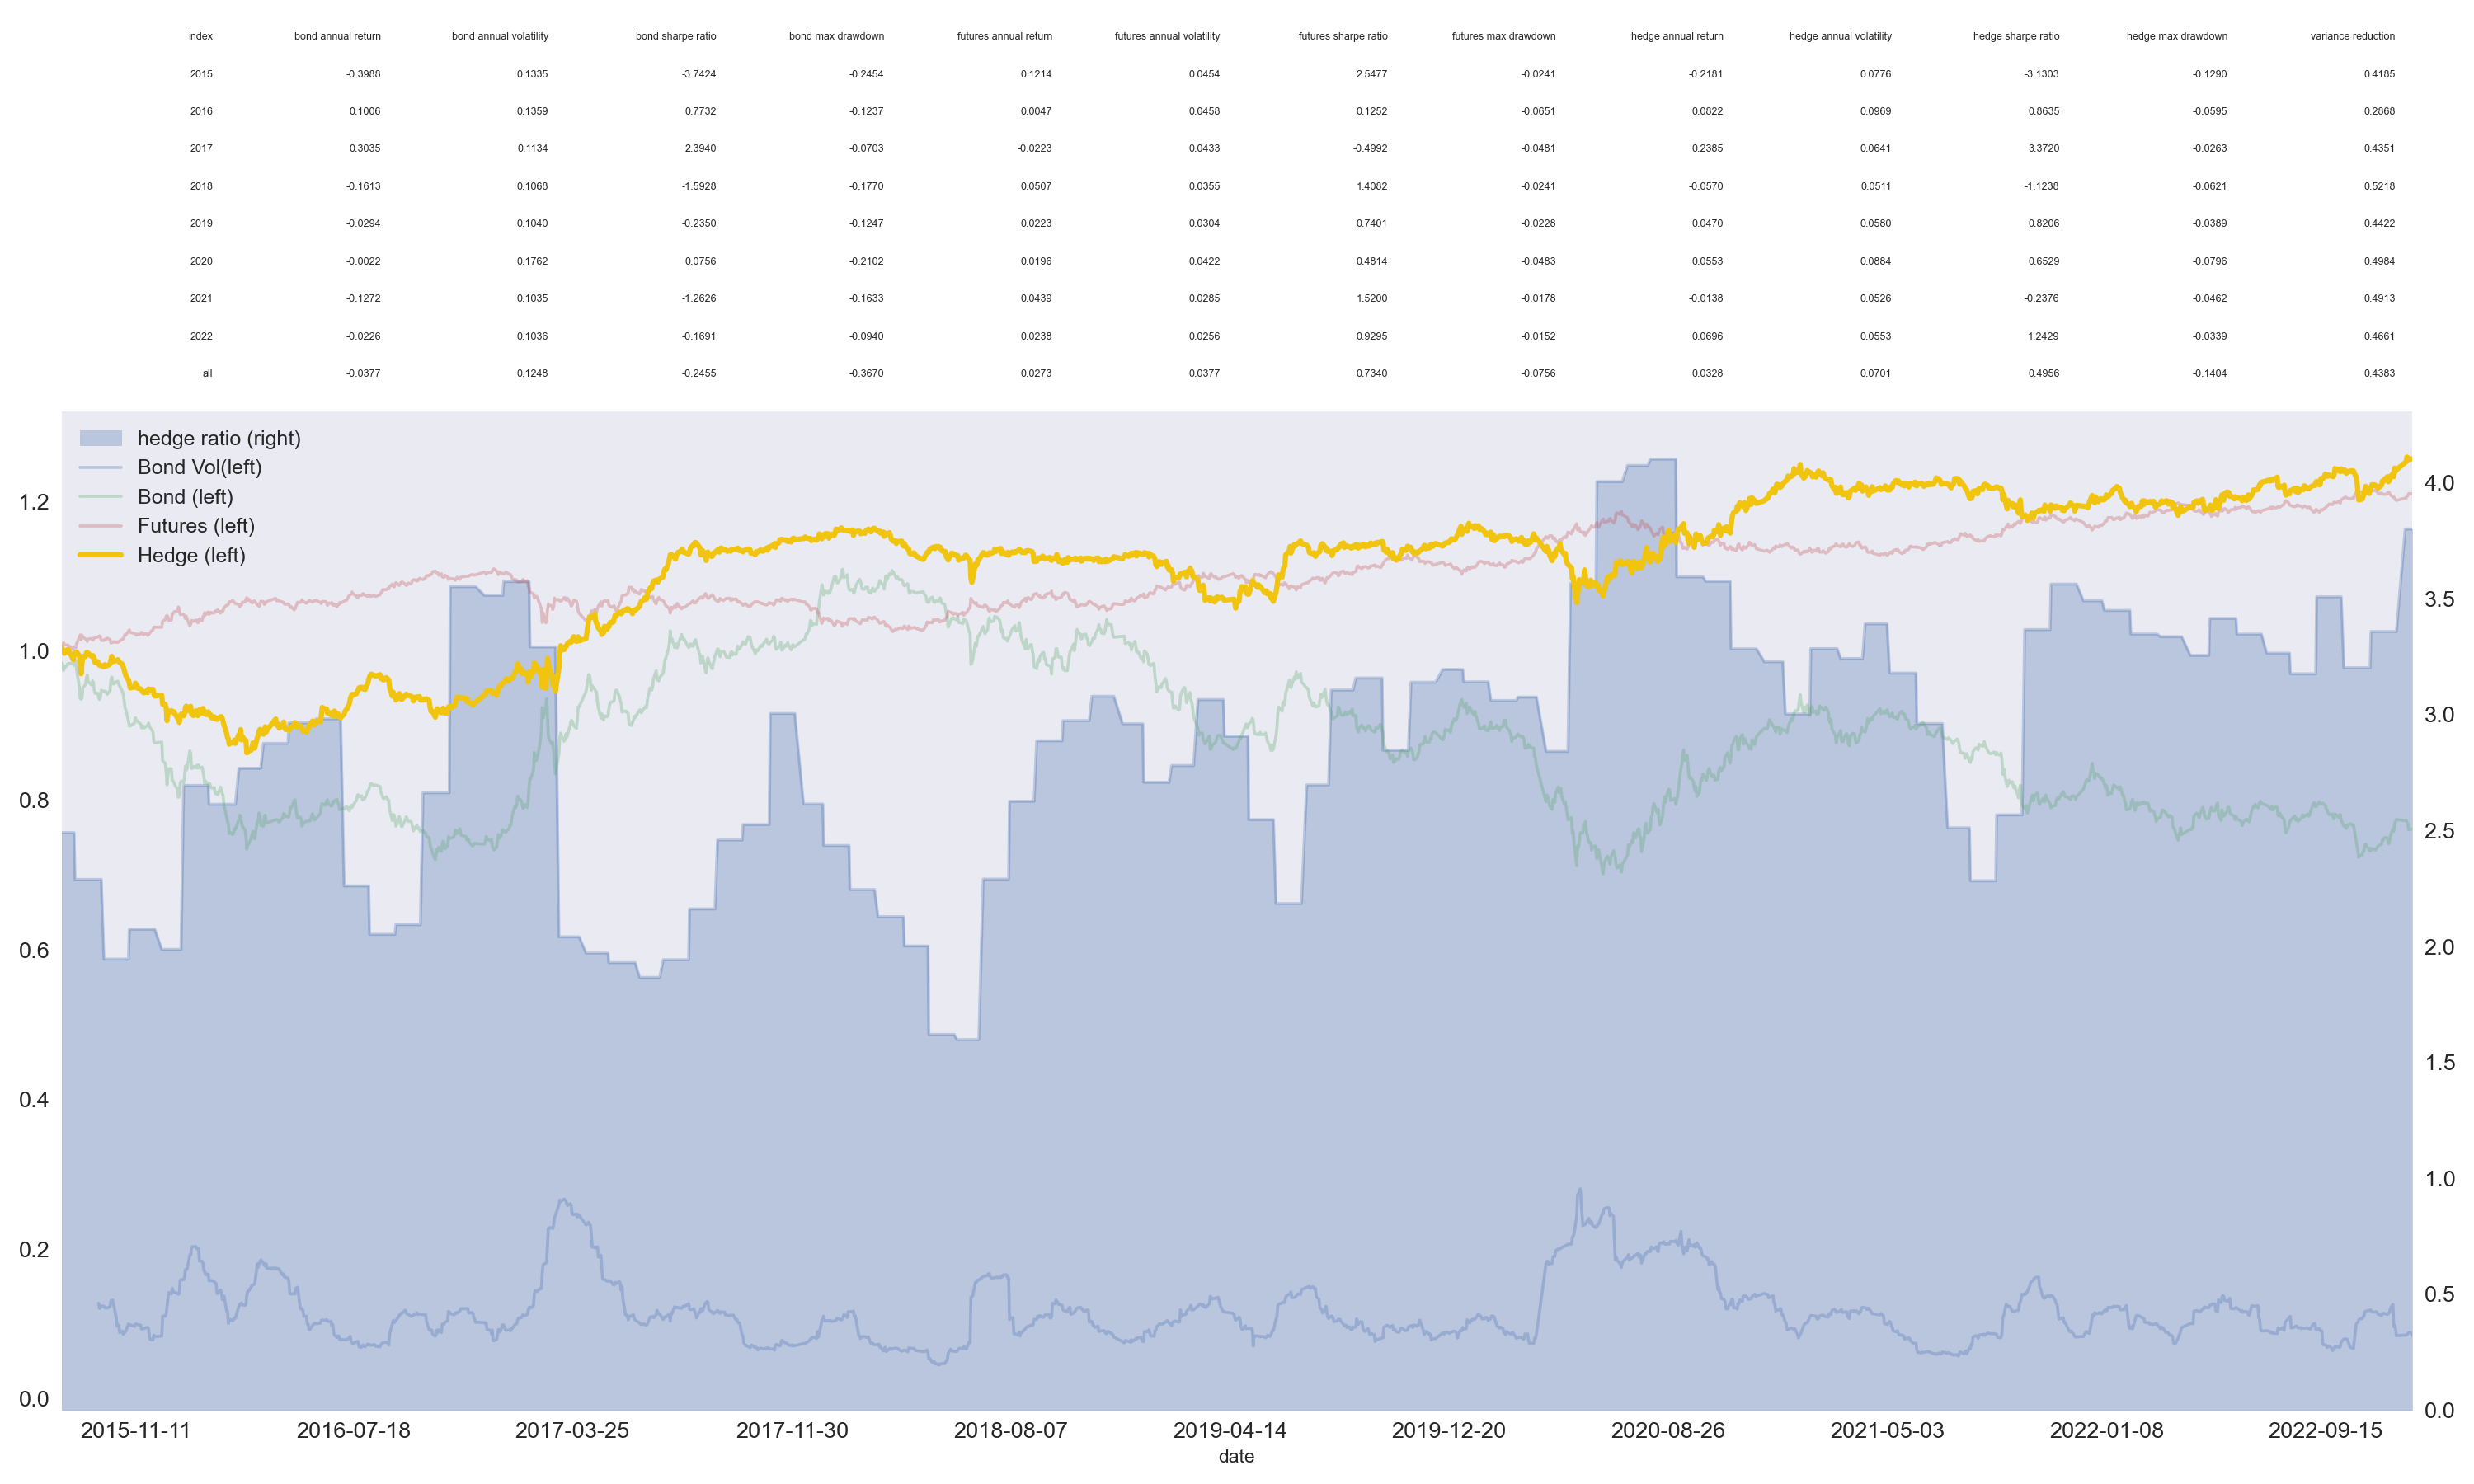 index bond annual return bond annual volatility bond sharpe ratio bond max drawdown futures annual return futures annual volatility futures sharpe ratio futures max drawdown hedge annual return hedge annual volatility hedge sharpe ratio hedge max drawdown variance reduction
2015 -0.3988 0.1335 -3.7424 -0.2454 0.1214 0.0454 2.5477 -0.0241 -0.2181 0.0776 -3.1303 -0.1290 0.4185
2016 0.1006 0.1359 0.7732 -0.1237 0.0047 0.0458 0.1252 -0.0651 0.0822 0.0969 0.8635 -0.0595 0.2868
2017 0.3035 0.1134 2.3940 -0.0703 -0.0223 0.0433 -0.4992 -0.0481 0.2385 0.0641 3.3720 -0.0263 0.4351
2018 -0.1613 0.1068 -1.5928 -0.1770 0.0507 0.0355 1.4082 -0.0241 -0.0570 0.0511 -1.1238 -0.0621 0.5218
2019 -0.0294 0.1040 -0.2350 -0.1247 0.0223 0.0304 0.7401 -0.0228 0.0470 0.0580 0.8206 -0.0389 0.4422
2020 -0.0022 0.1762 0.0756 -0.2102 0.0196 0.0422 0.4814 -0.0483 0.0553 0.0884 0.6529 -0.0796 0.4984
2021 -0.1272 0.1035 -1.2626 -0.1633 0.0439 0.0285 1.5200 -0.0178 -0.0138 0.0526 -0.2376 -0.0462 0.4913
2022 -0.0226 0.1036 -0.1691 -0.0940 0.0238 0.0256 0.9295 -0.0152 0.0696 0.0553 1.2429 -0.0339 0.4661
all -0.0377 0.1248 -0.2455 -0.3670 0.0273 0.0377 0.7340 -0.0756 0.0328 0.0701 0.4956 -0.1404 0.4383
hedge ratio (right)
Bond Vol(left)
Bond (left)
Futures (left)
Hedge (left)
1.2
1.0
0.8
0.6
0.4
0.2
0.0
4.0
3.5
3.0
2.5
2.0
1.5
1.0
0.5
0.0
2015-11-11 2016-07-18 2017-03-25 2017-11-30 2018-08-07 2019-04-14 2019-12-20 2020-08-26 2021-05-03 2022-01-08 2022-09-15
date